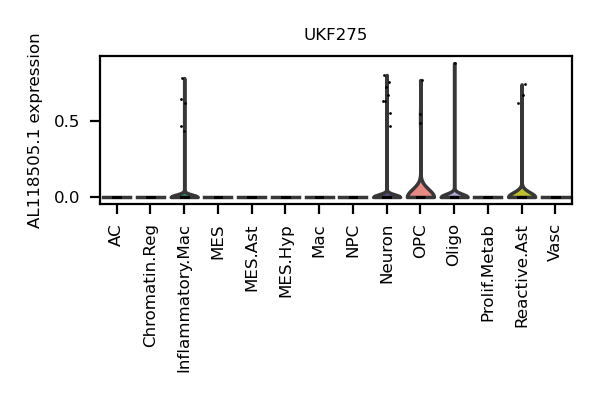 UKF275
AL118505.1 expression
0.5
0.0
AC
Chromatin.Reg
Inflammatory.Mac
MES
MES.Ast
MES.Hyp
Mac
NPC
Neuron
OPC
Oligo
Prolif.Metab
Reactive.Ast
Vasc